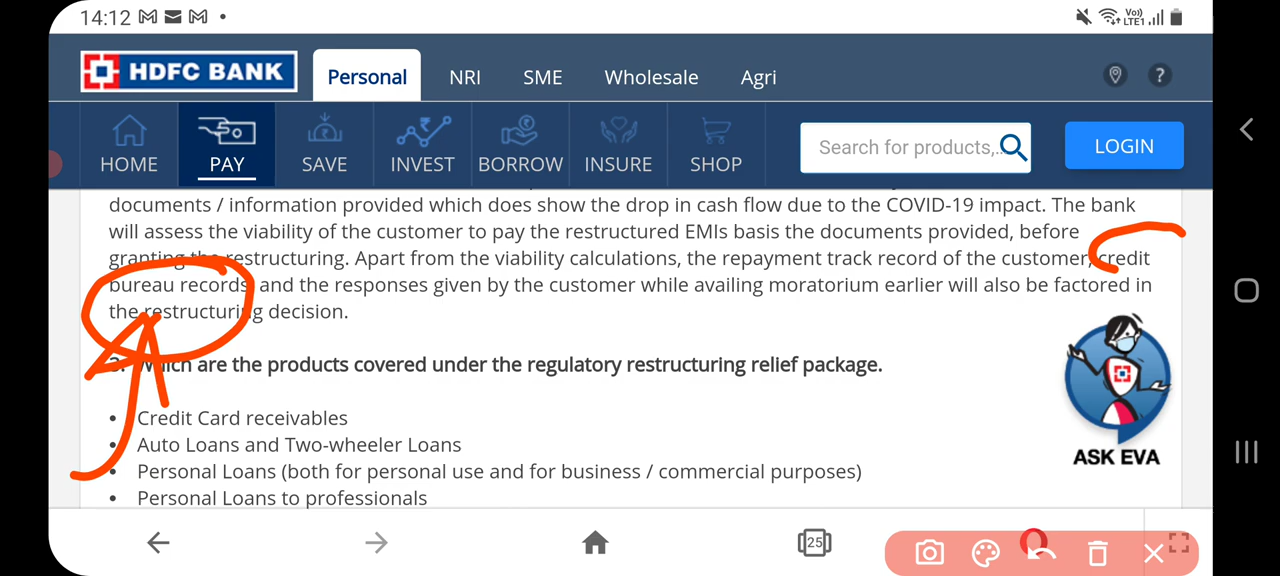 14:12
Vo))
LTE1
HDFC BANK
Personal
NRI
SME
Wholesale
Agri
?
HOME
PAY
SAVE
INVEST
BORROW
INSURE
SHOP
Search for products,...
LOGIN
documents / information provided which does show the drop in cash flow due to the COVID-19 impact. The bank
will assess the viability of the customer to pay the restructured EMIs basis the documents provided, before
granting the restructuring. Apart from the viability calculations, the repayment track record of the customer, credit
bureau records, and the responses given by the customer while availing moratorium earlier will also be factored in
the restructuring decision.
3. Which are the products covered under the regulatory restructuring relief package.
• Credit Card receivables
• Auto Loans and Two-wheeler Loans
• Personal Loans (both for personal use and for business / commercial purposes)
• Personal Loans to professionals
ASK EVA
25